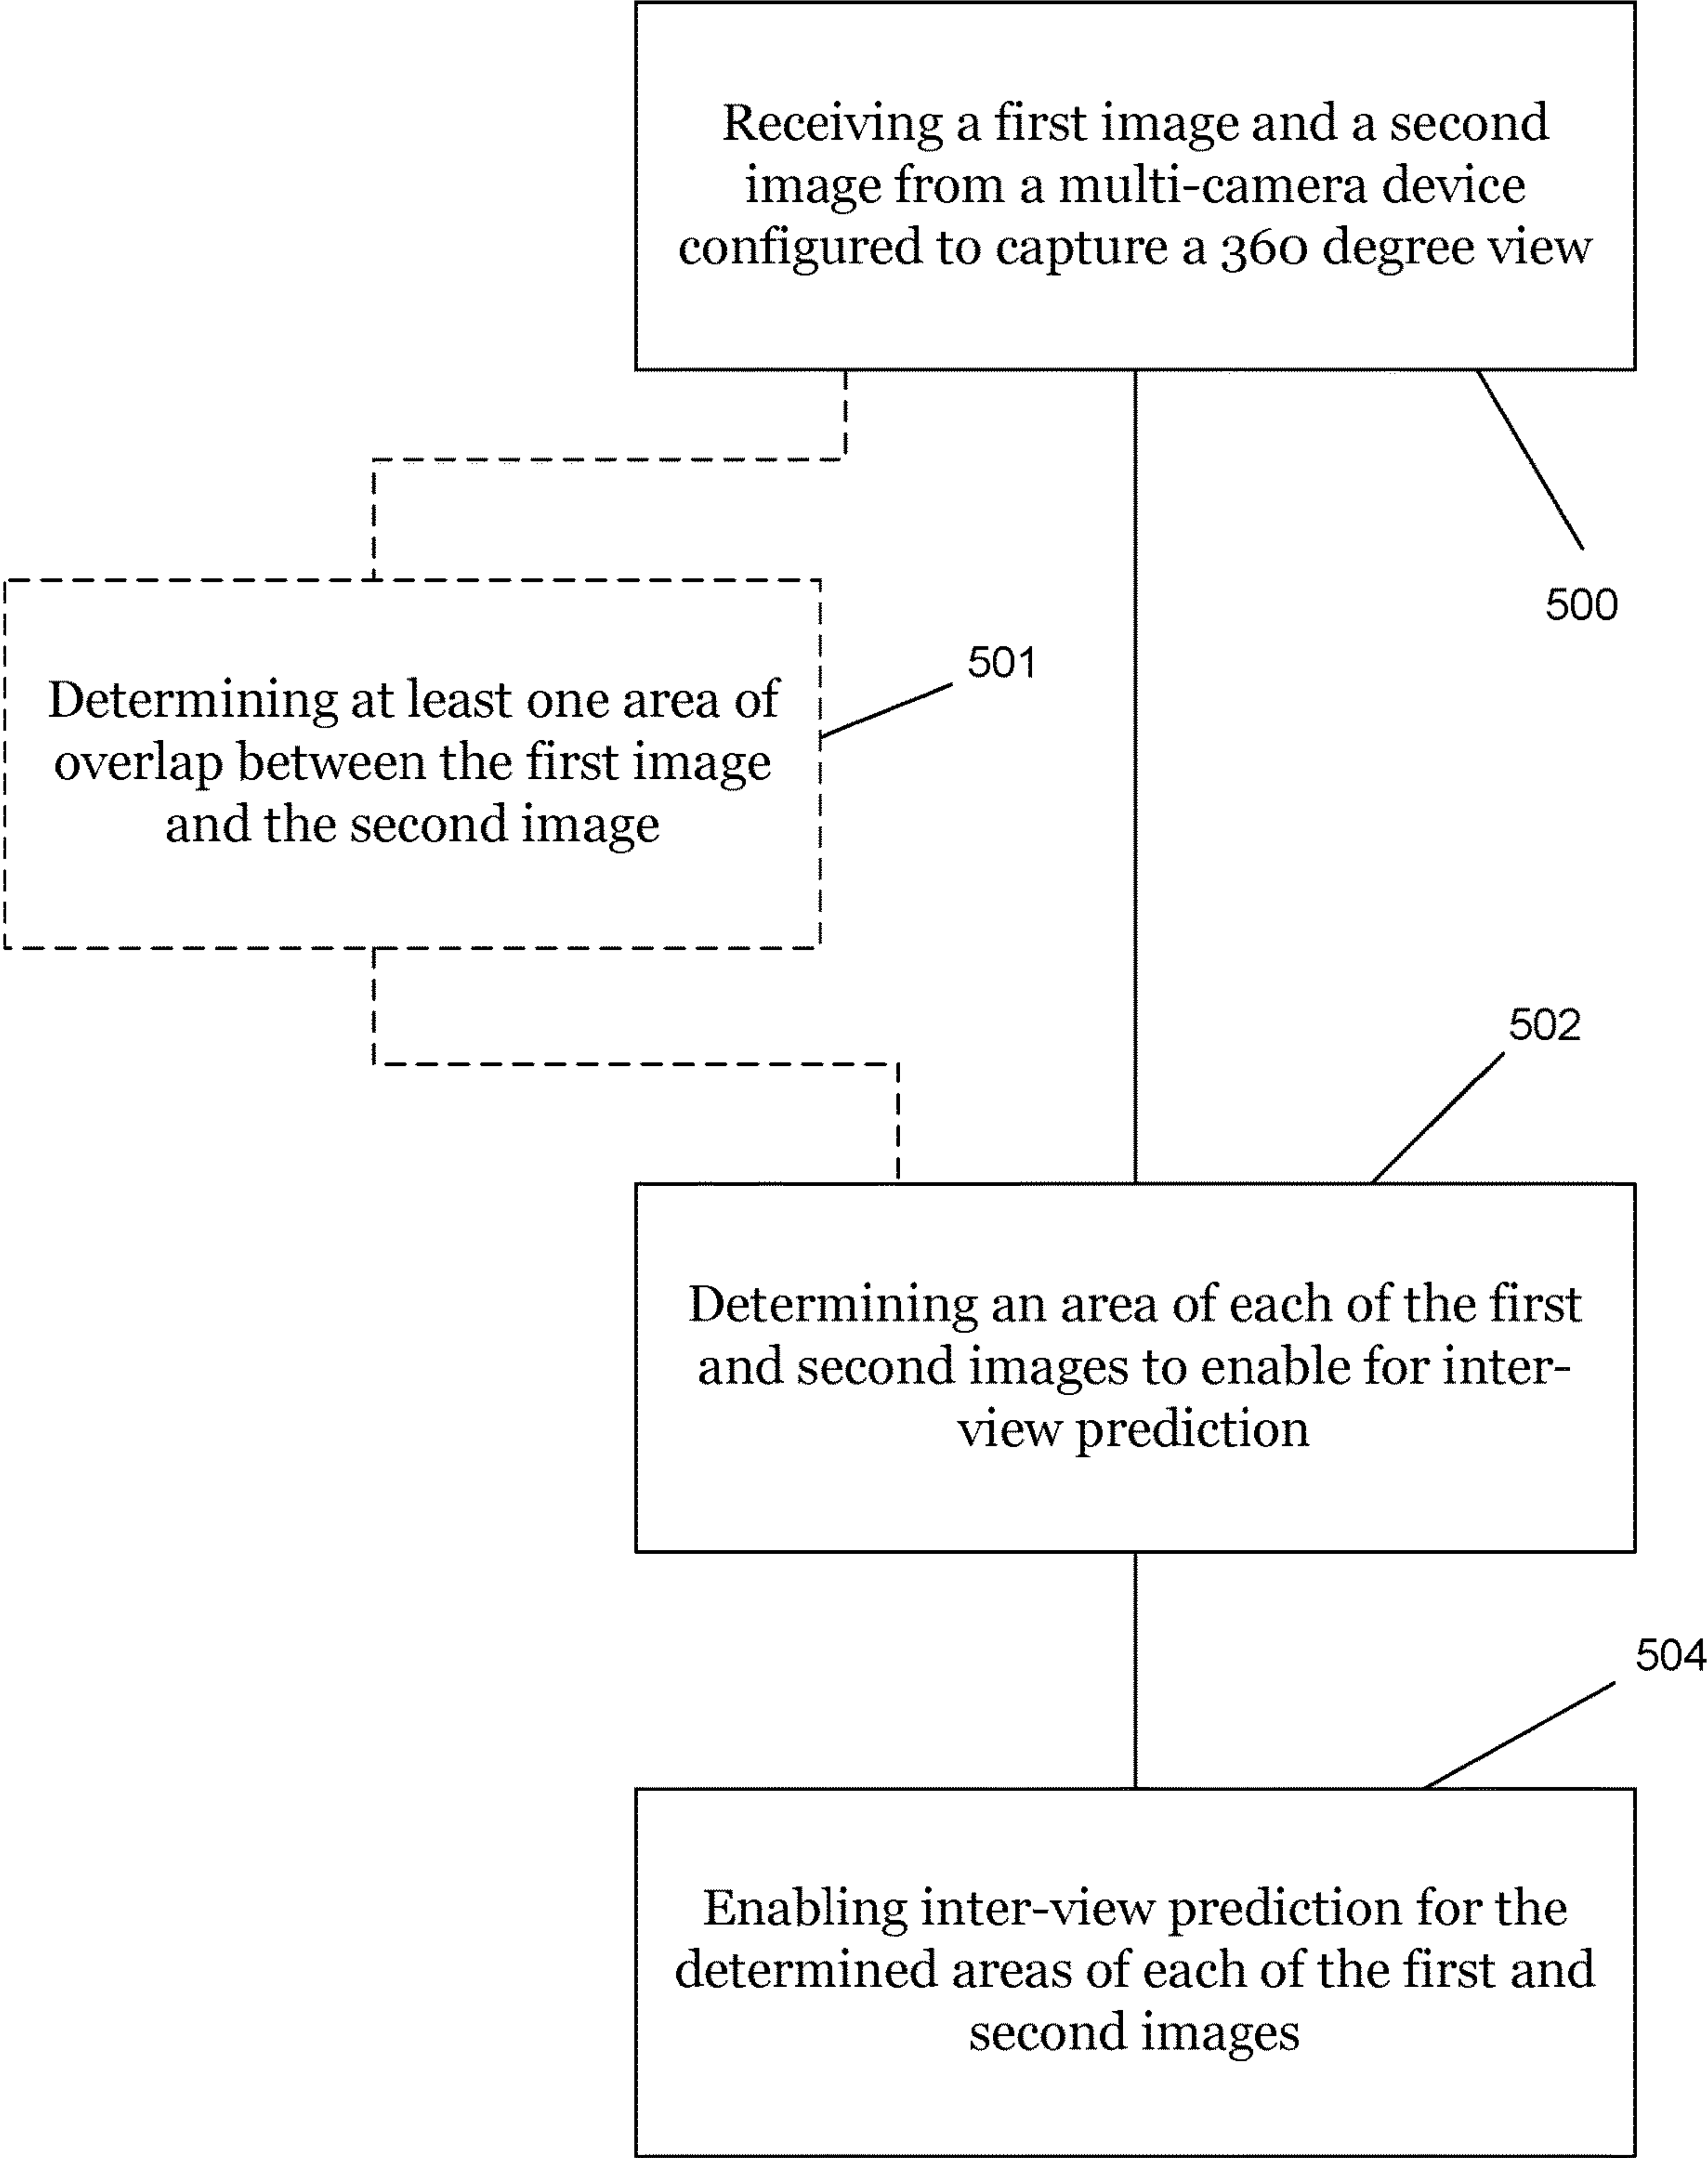 Receiving a first image and a second
image from a multi-camera device
configured to capture a 360 degree view
500
501
Determining at least one area of
overlap between the first image
and the second image
502
Determining an area of each of the first
and second images to enable for inter-
view prediction
504
Enabling inter-view prediction for the
determined areas of each of the first and
second images